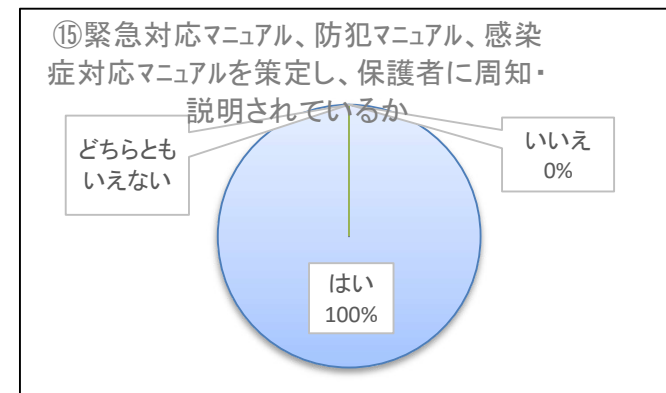 ⑮緊急対応マニュアル、防犯マニュアル、感染
症対応マニュアルを策定し、保護者に周知・
説明されているか
どちらとも
いえない
いいえ
0%
はい
100%